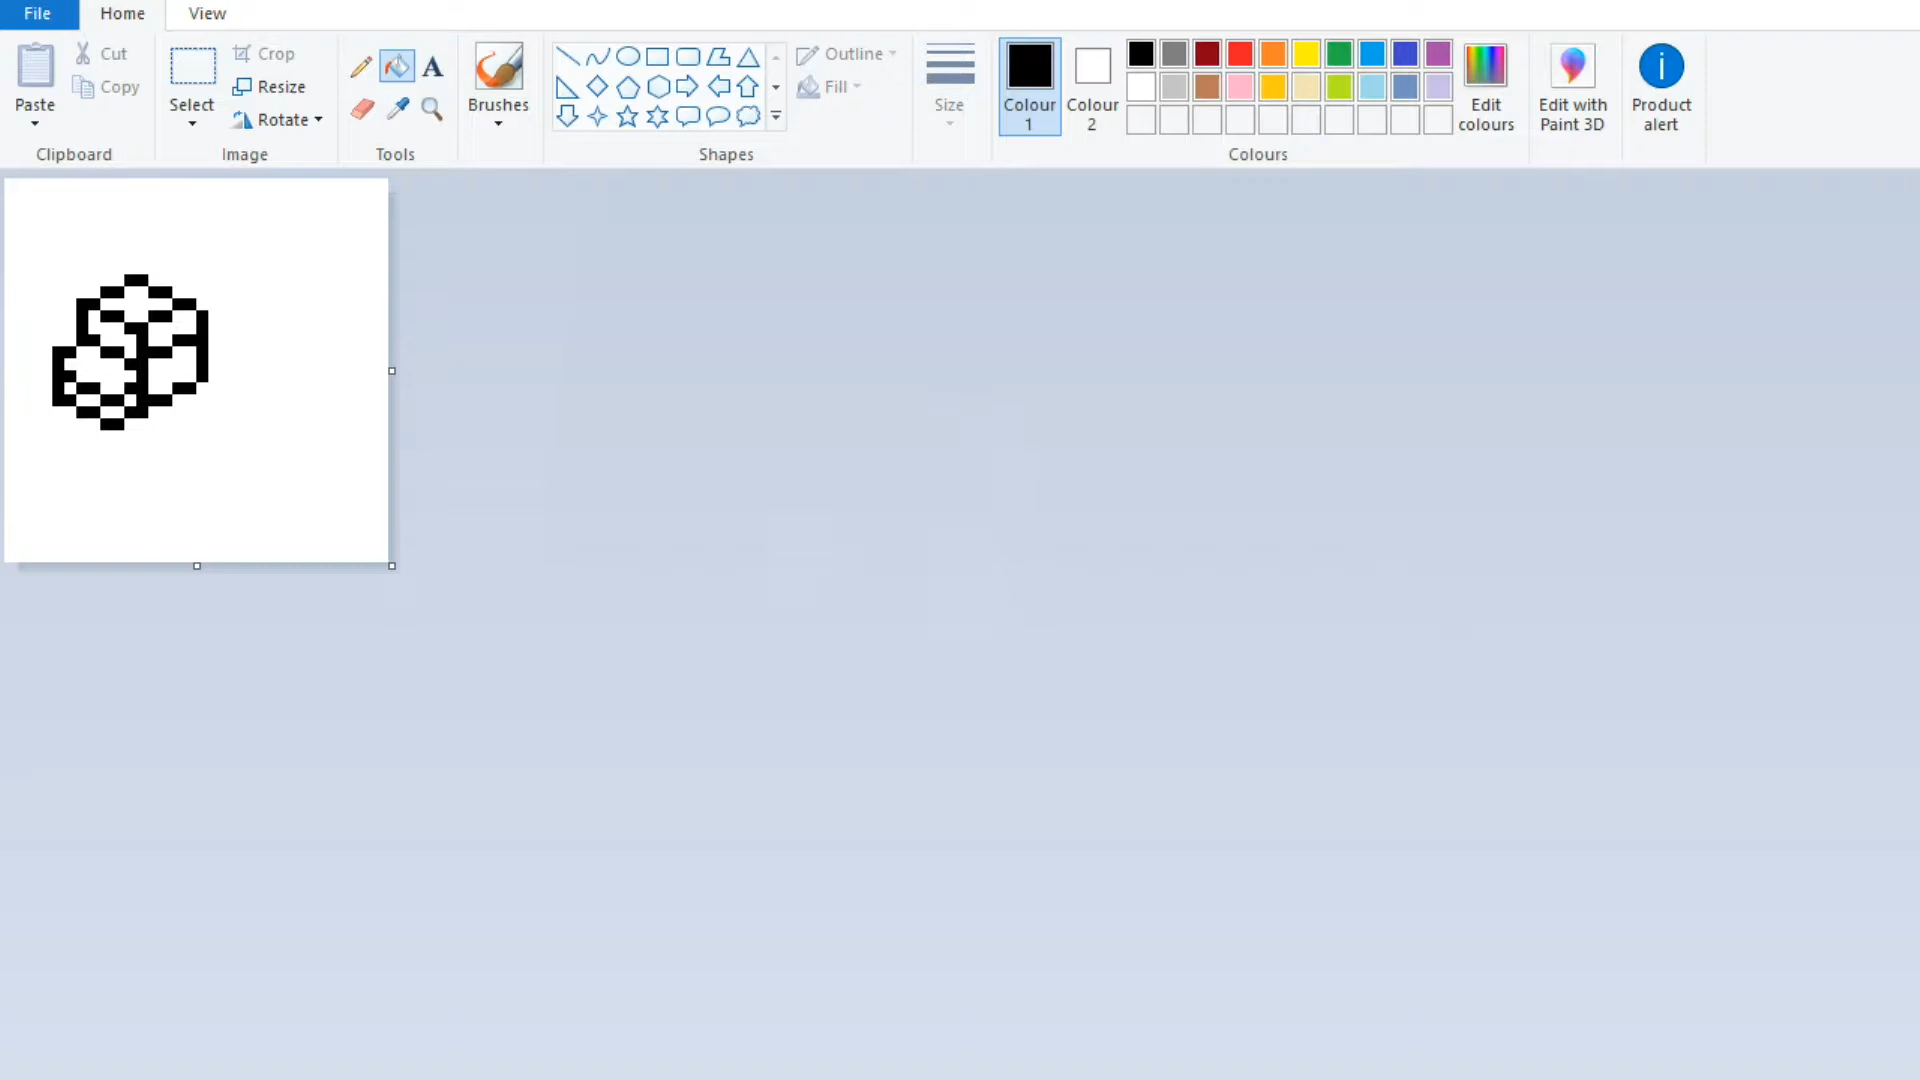 File Home View
Paste Cut Copy
Select Crop Resize Rotate
A
Brushes
Outline
Fill
Size
Colour 1
Colour 2
Edit colours
Edit with Paint 3D
i
Product alert
Clipboard Image Tools Shapes Colours